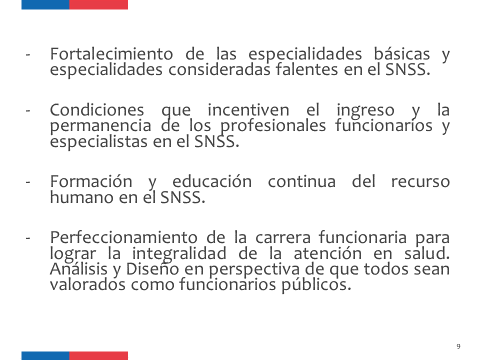 - Fortalecimiento de las especialidades básicas y
especialidades consideradas falentes en el SNSS.
- Condiciones que incentiven el ingreso y la
permanencia de los profesionales funcionarios y
especialistas en el SNSS.
- Formación y educación continua del recurso
humano en el SNSS.
- Perfeccionamiento de la carrera funcionaria para
lograr la integralidad de la atención en salud.
Análisis y Diseño en perspectiva de que todos sean
valorados como funcionarios públicos.
9